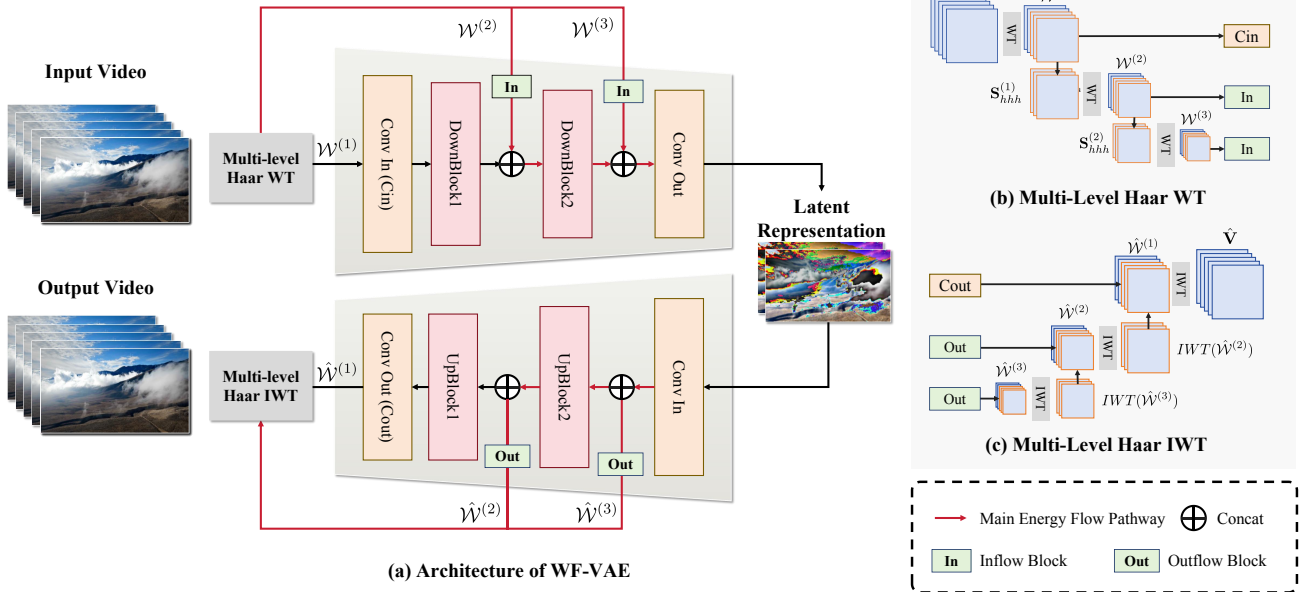 Input Video
Multi-level
Haar WT
𝒲^(1)
𝒲^(2)
𝒲^(3)
In
In
Conv In (Cin)
DownBlock1
DownBlock2
Conv Out
Latent
Representation
Output Video
Multi-level
Haar IWT
Ŵ^(1)
Conv Out (Cout)
UpBlock1
UpBlock2
Conv In
Out
Out
Ŵ^(2)
Ŵ^(3)
(a) Architecture of WF-VAE
WT
Cin
S_hhh^(1)
WT
𝒲^(2)
In
S_hhh^(2)
WT
𝒲^(3)
In
(b) Multi-Level Haar WT
Ŵ^(1)
V̂
Cout
IWT
Ŵ^(2)
Out
IWT
IWT(Ŵ^(2))
Ŵ^(3)
Out
IWT
IWT(Ŵ^(3))
(c) Multi-Level Haar IWT
Main Energy Flow Pathway
Concat
In Inflow Block
Out Outflow Block